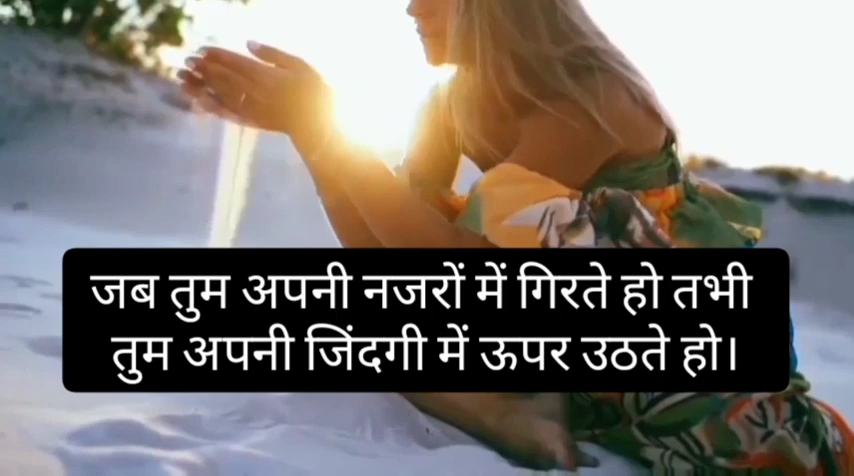 जब तुम अपनी नजरों में गिरते हो तभी
तुम अपनी जिंदगी में ऊपर उठते हो।